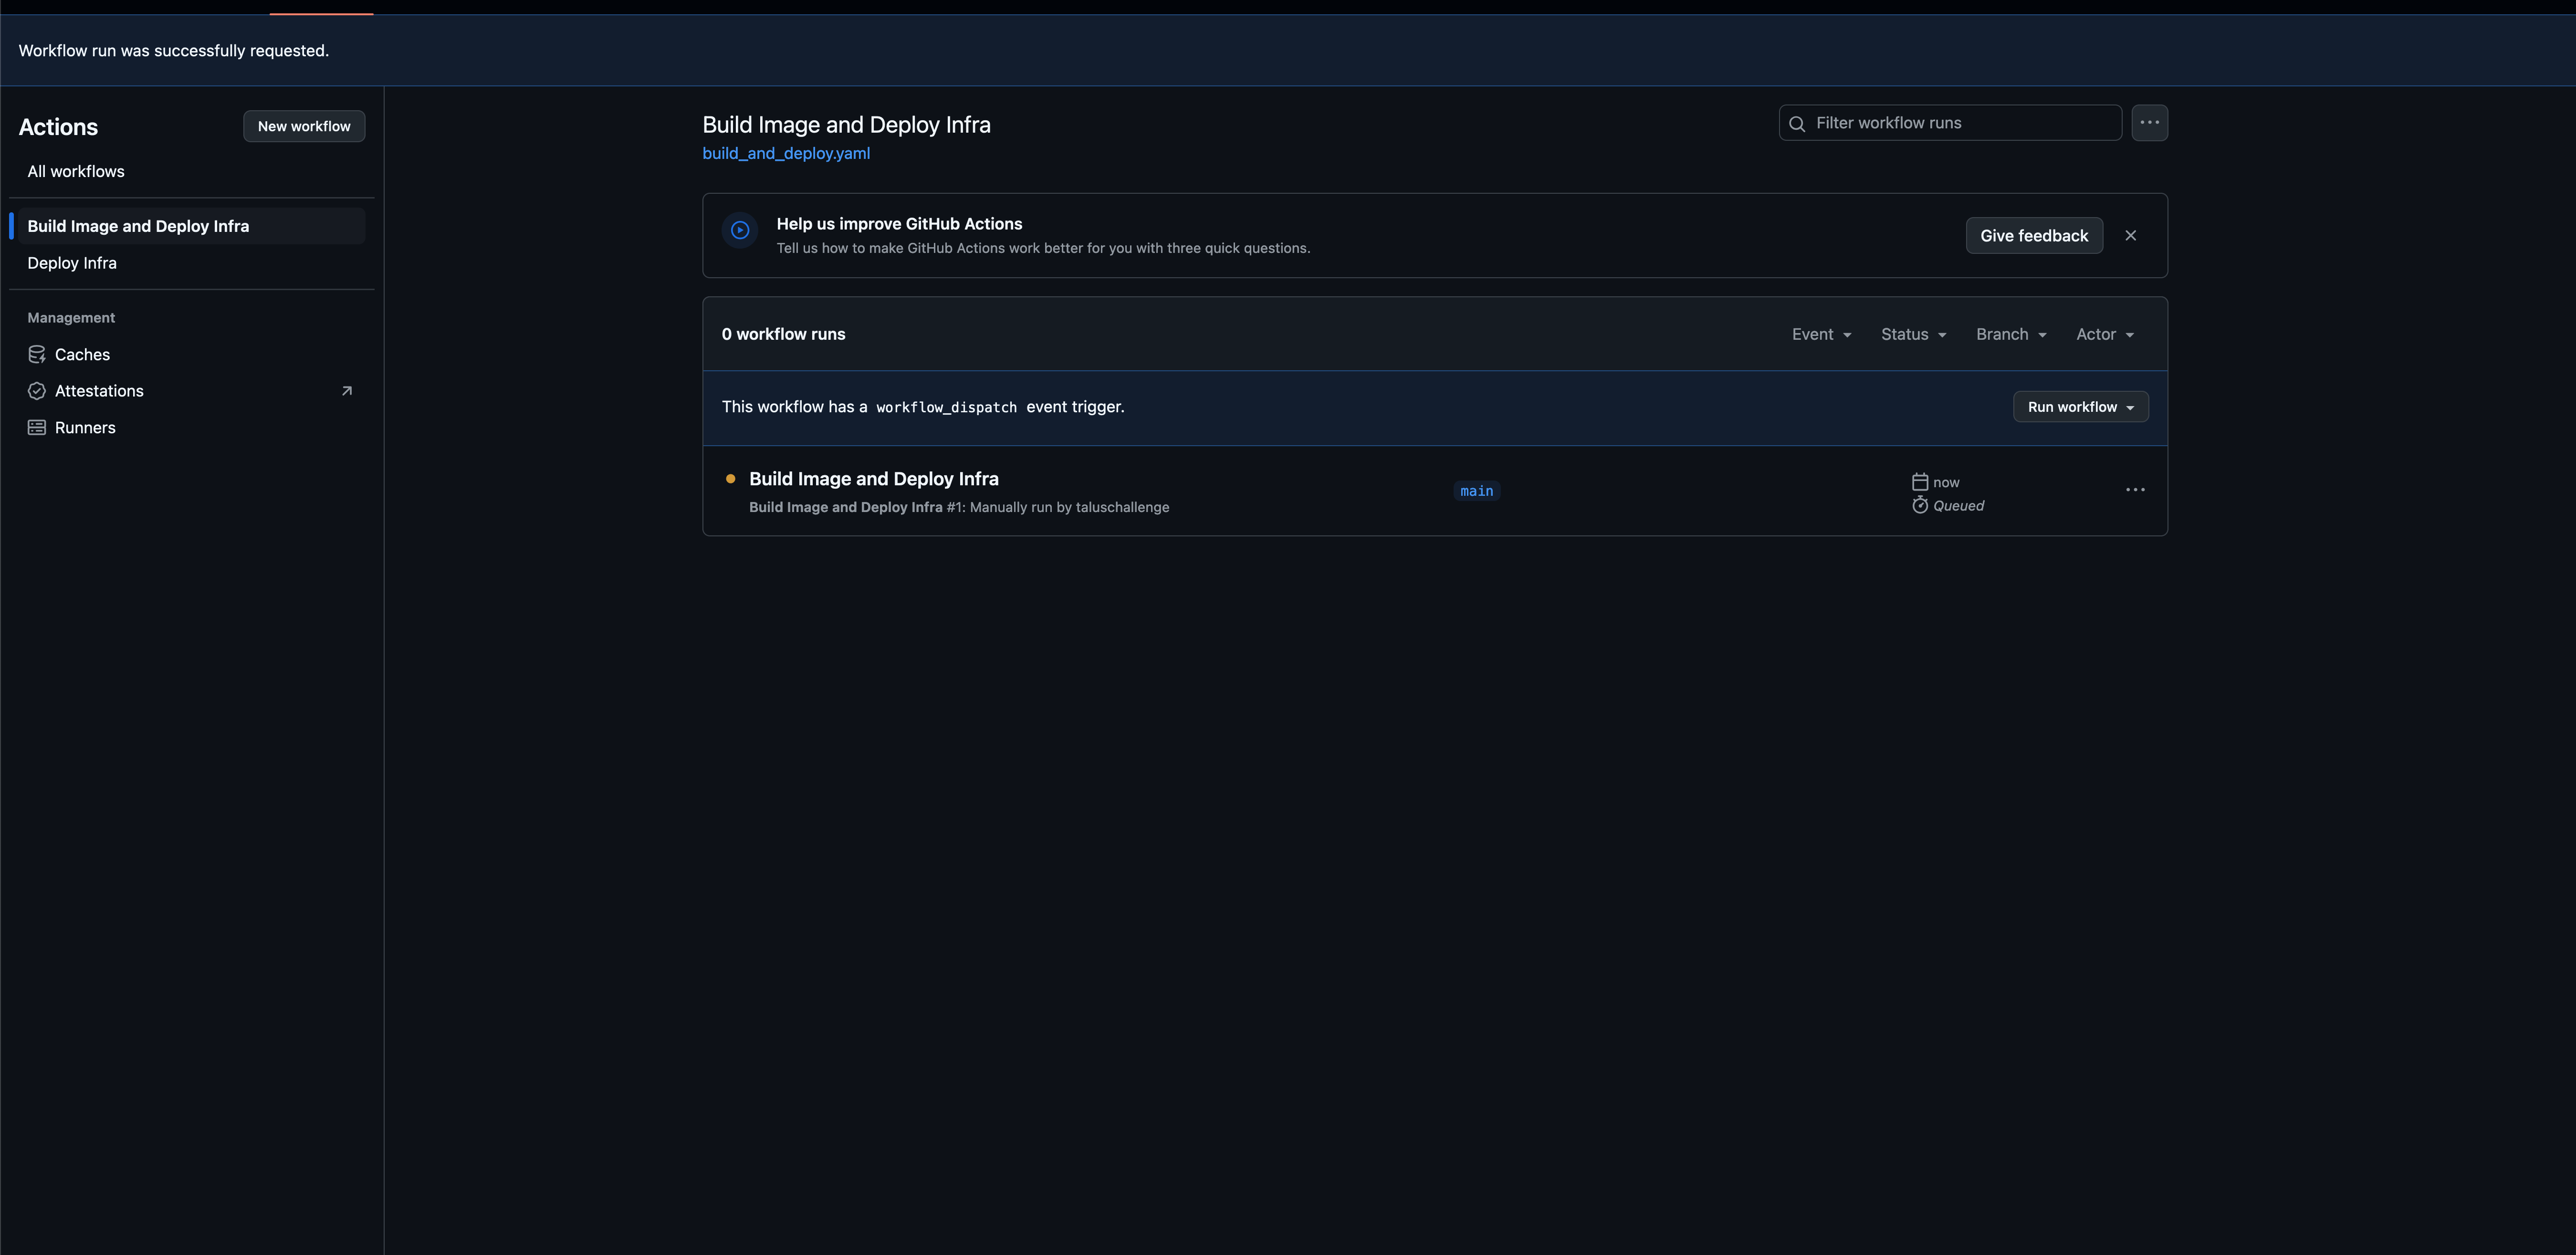 Workflow run was successfully requested.
Actions
New workflow
All workflows
Build Image and Deploy Infra
Deploy Infra
Management
Caches
Attestations
Runners
Build Image and Deploy Infra
build_and_deploy.yaml
Filter workflow runs
Help us improve GitHub Actions
Tell us how to make GitHub Actions work better for you with three quick questions.
Give feedback
0 workflow runs
Event
Status
Branch
Actor
This workflow has a workflow_dispatch event trigger.
Run workflow
Build Image and Deploy Infra
Build Image and Deploy Infra #1: Manually run by taluschallenge
main
now
Queued